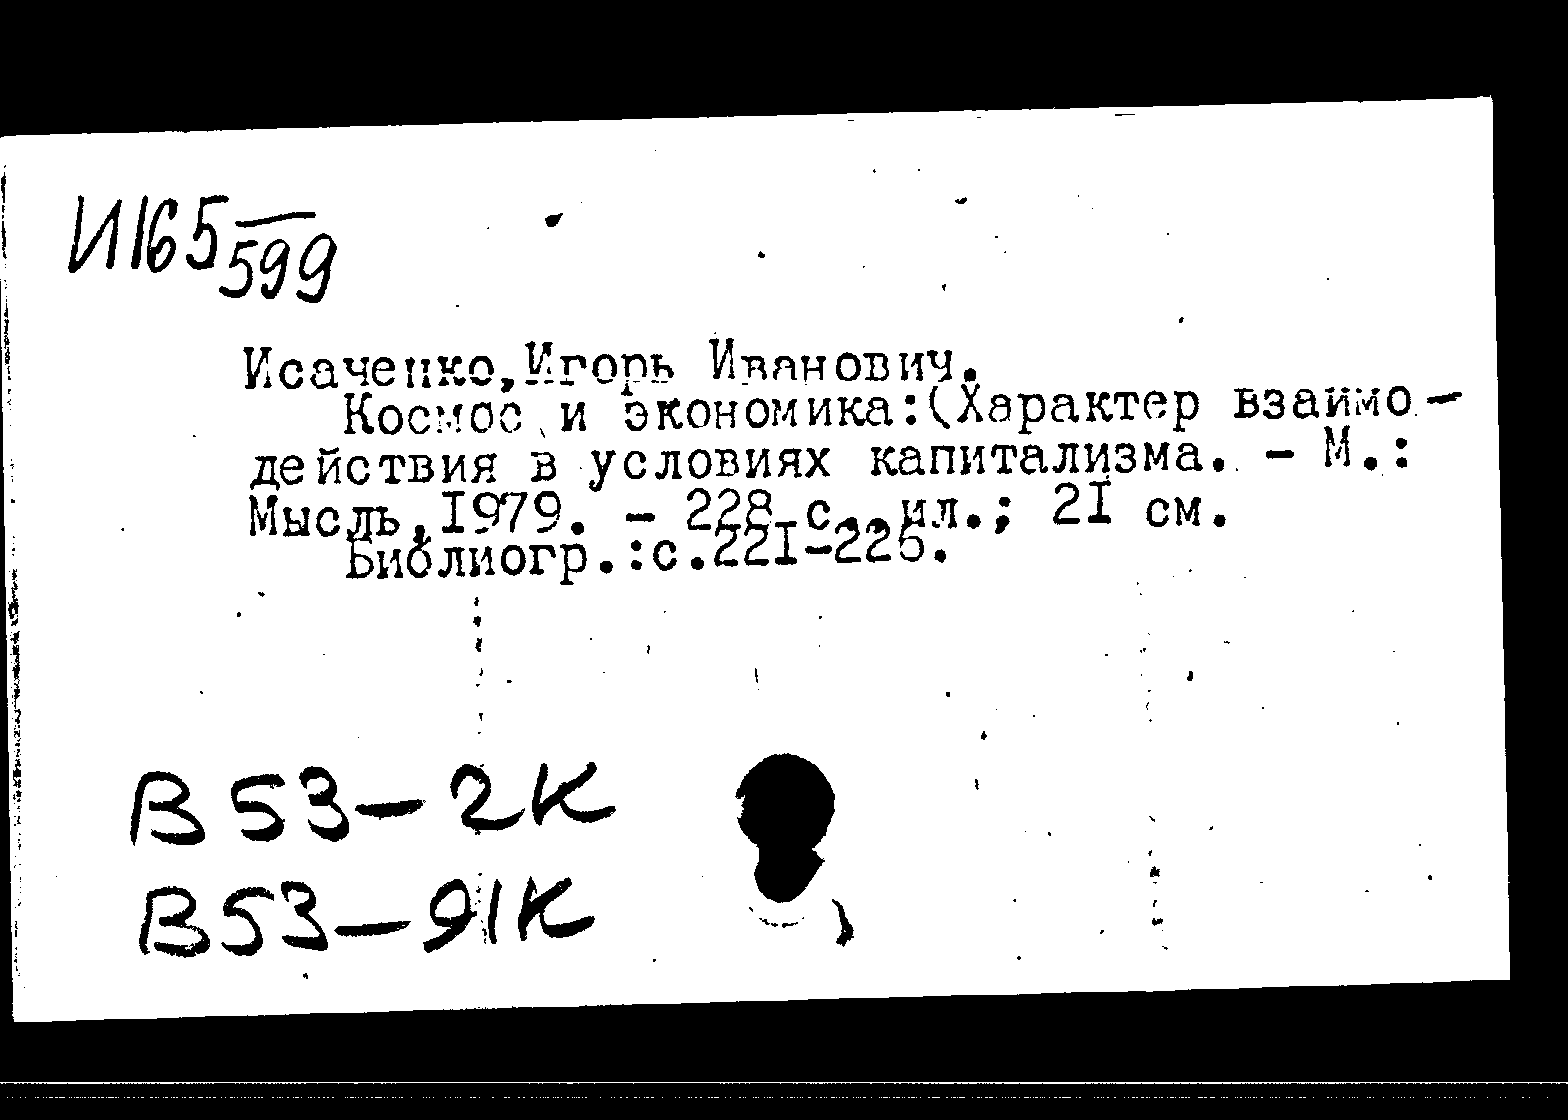 И165
599
Исаченко,Игорь Иванович.
Космос и экономика:(Характер взаимо-
действия в условиях капитализма. - М.:
Мысль,1979. - 228 с., ил.; 21 см.
Библиогр.:с.221-226.
В53-2К
В53-91К